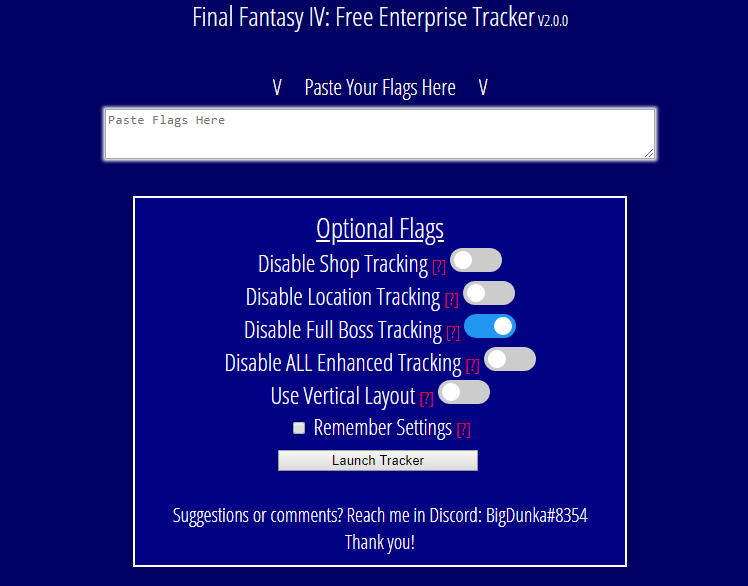 Final Fantasy IV: Free Enterprise Tracker V2.0.0
V Paste Your Flags Here V
Paste Flags Here
Optional Flags
Disable Shop Tracking [?]
Disable Location Tracking [?]
Disable Full Boss Tracking [?]
Disable ALL Enhanced Tracking [?]
Use Vertical Layout [?]
Remember Settings [?]
Launch Tracker
Suggestions or comments? Reach me in Discord: BigDunka#8354
Thank you!